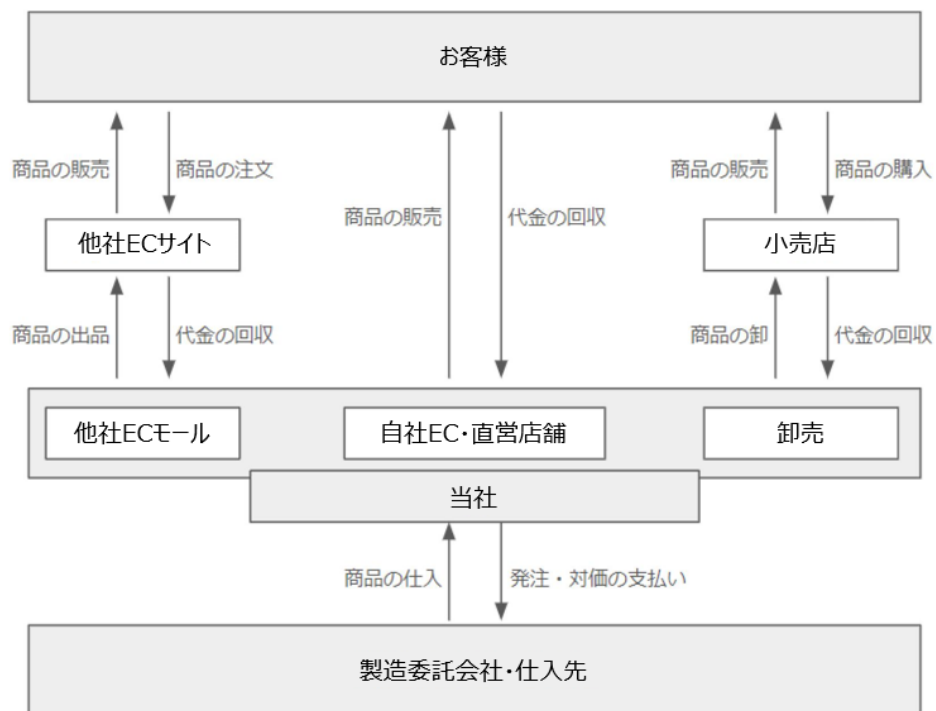 お客様
商品の販売
商品の注文
商品の販売
代金の回収
商品の販売
商品の購入
他社ECサイト
小売店
商品の出品
代金の回収
商品の卸
代金の回収
他社ECモール
自社EC・直営店舗
卸売
当社
商品の仕入
発注・対価の支払い
製造委託会社・仕入先